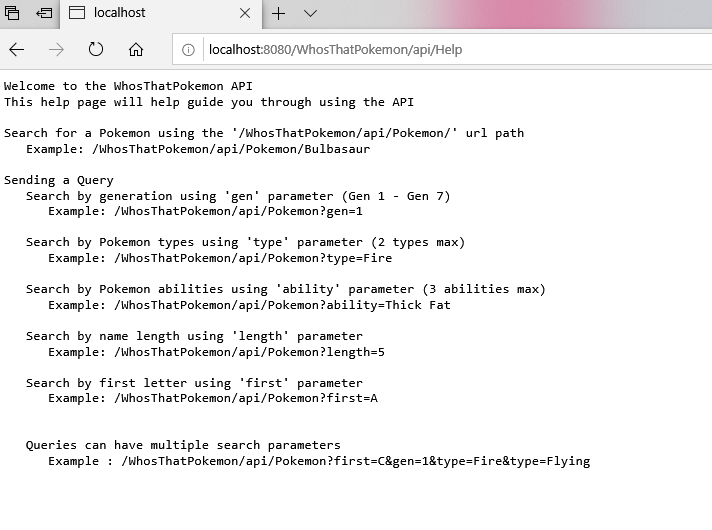 localhost
localhost:8080/WhosThatPokemon/api/Help
Welcome to the WhosThatPokemon API
This help page will help guide you through using the API
Search for a Pokemon using the '/WhosThatPokemon/api/Pokemon/' url path
Example: /WhosThatPokemon/api/Pokemon/Bulbasaur
Sending a Query
Search by generation using 'gen' parameter (Gen 1 - Gen 7)
Example: /WhosThatPokemon/api/Pokemon?gen=1
Search by Pokemon types using 'type' parameter (2 types max)
Example: /WhosThatPokemon/api/Pokemon?type=Fire
Search by Pokemon abilities using 'ability' parameter (3 abilities max)
Example: /WhosThatPokemon/api/Pokemon?ability=Thick Fat
Search by name length using 'length' parameter
Example: /WhosThatPokemon/api/Pokemon?length=5
Search by first letter using 'first' parameter
Example: /WhosThatPokemon/api/Pokemon?first=A
Queries can have multiple search parameters
Example : /WhosThatPokemon/api/Pokemon?first=C&gen=1&type=Fire&type=Flying